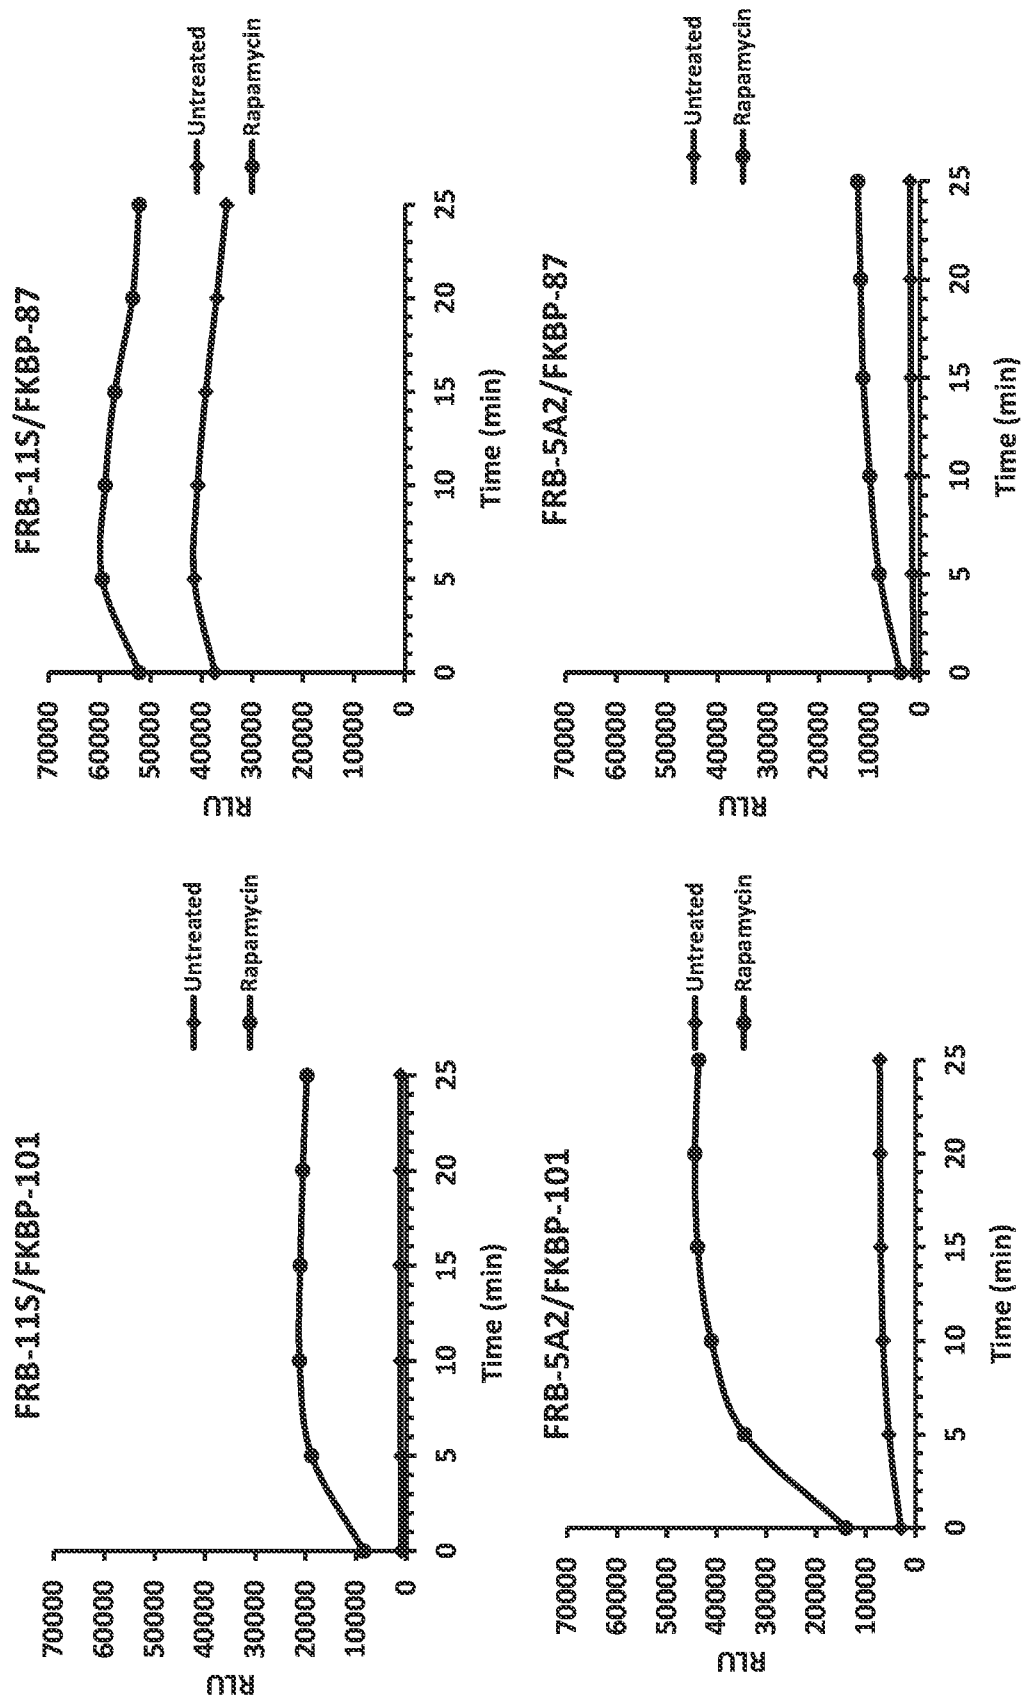 FRB-11S/FKBP-101
RLU
70000
60000
50000
40000
30000
20000
10000
0
0 5 10 15 20 25
Time (min)
Untreated
Rapamycin
FRB-11S/FKBP-87
RLU
70000
60000
50000
40000
30000
20000
10000
0
0 5 10 15 20 25
Time (min)
Untreated
Rapamycin
FRB-5A2/FKBP-101
RLU
70000
60000
50000
40000
30000
20000
10000
0
0 5 10 15 20 25
Time (min)
Untreated
Rapamycin
FRB-5A2/FKBP-87
RLU
70000
60000
50000
40000
30000
20000
10000
0
0 5 10 15 20 25
Time (min)
Untreated
Rapamycin